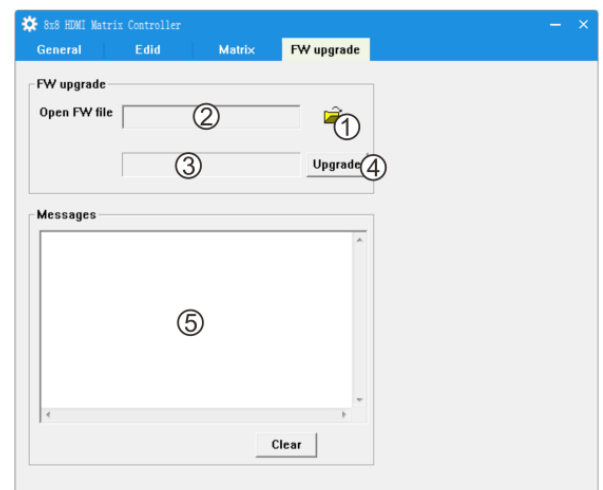 8x8 HDMI Matrix Controller
General Edid Matrix FW upgrade
FW upgrade
Open FW file ② ①
③ Upgrade ④
Messages
⑤
Clear